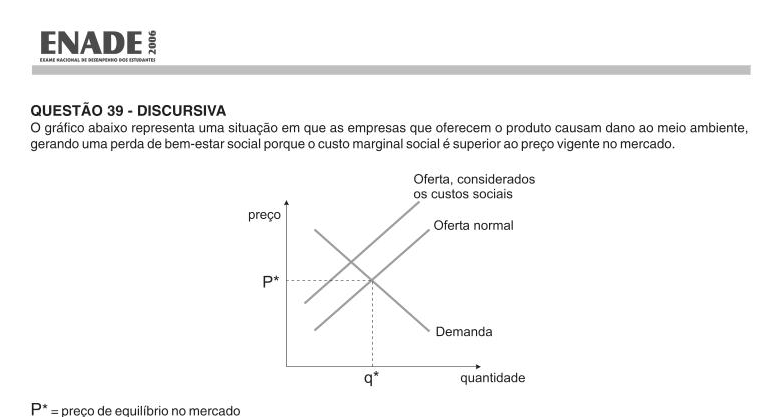 ENADE 2006
EXAME NACIONAL DE DESEMPENHO DOS ESTUDANTES
QUESTÃO 39 - DISCURSIVA
O gráfico abaixo representa uma situação em que as empresas que oferecem o produto causam dano ao meio ambiente,
gerando uma perda de bem-estar social porque o custo marginal social é superior ao preço vigente no mercado.
Oferta, considerados
os custos sociais
preço
Oferta normal
P*
Demanda
q*
quantidade
P* = preço de equilíbrio no mercado